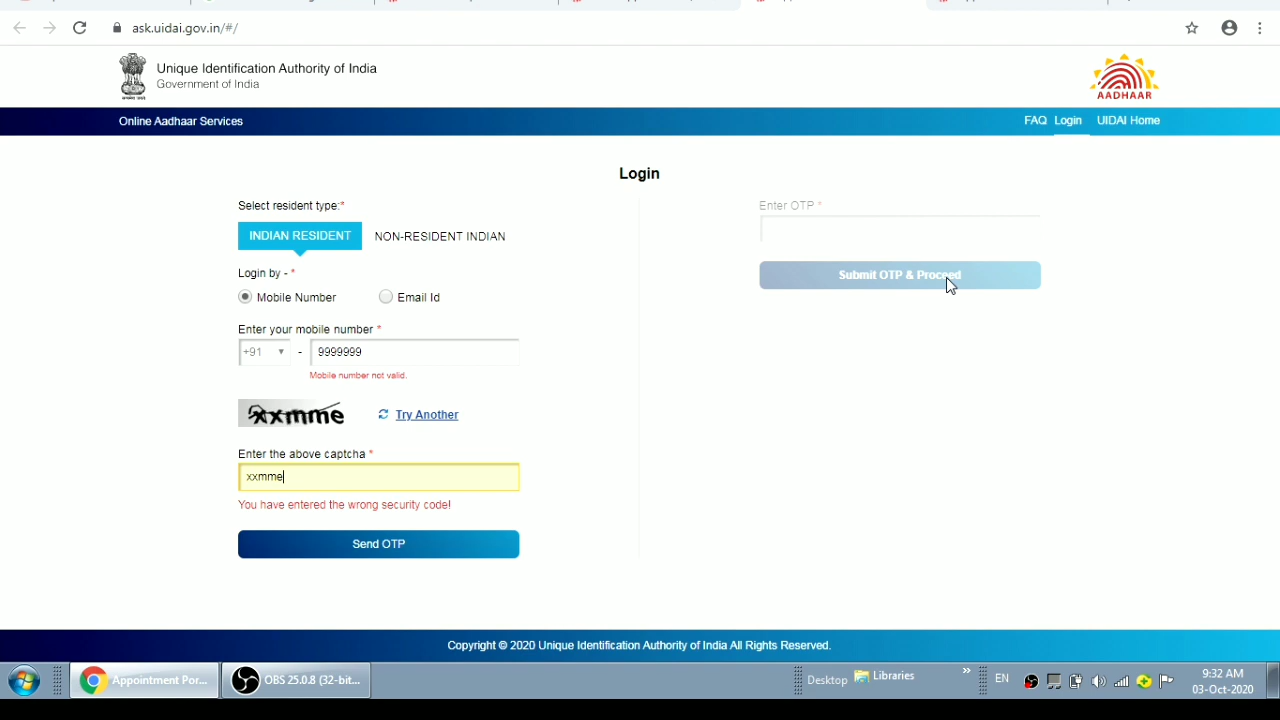 ask.uidai.gov.in/#/
Unique Identification Authority of India
Government of India
AADHAAR
Online Aadhaar Services
FAQ Login UIDAI Home
Login
Select resident type:*
INDIAN RESIDENT NON-RESIDENT INDIAN
Login by - *
Mobile Number Email Id
Enter your mobile number *
+91 - 9999999
Mobile number not valid.
xxmme Try Another
Enter the above captcha *
xxmme
You have entered the wrong security code!
Send OTP
Enter OTP *
Submit OTP & Proceed
Copyright © 2020 Unique Identification Authority of India All Rights Reserved.
Appointment Por... OBS 25.0.8 (32-bit... Desktop Libraries » EN 9:32 AM
03-Oct-2020